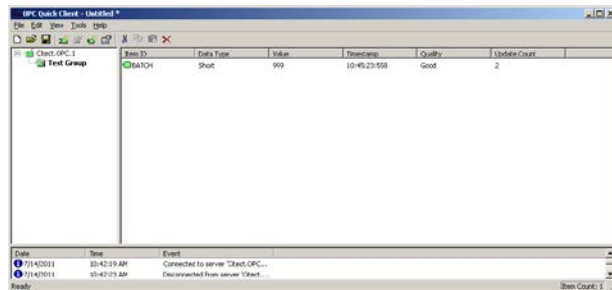 OPC Quick Client - Untitled *
File Edit View Tools Help
Citect.OPC.1
Test Group
Item ID Data Type Value Timestamp Quality Update Count
BATCH Short 999 10:45:23:558 Good 2
Date Time Event
7/14/2011 10:42:19 AM Connected to server 'Citect.OPC...
7/14/2011 10:42:23 AM Disconnected from server 'Citect....
Ready Item Count: 1